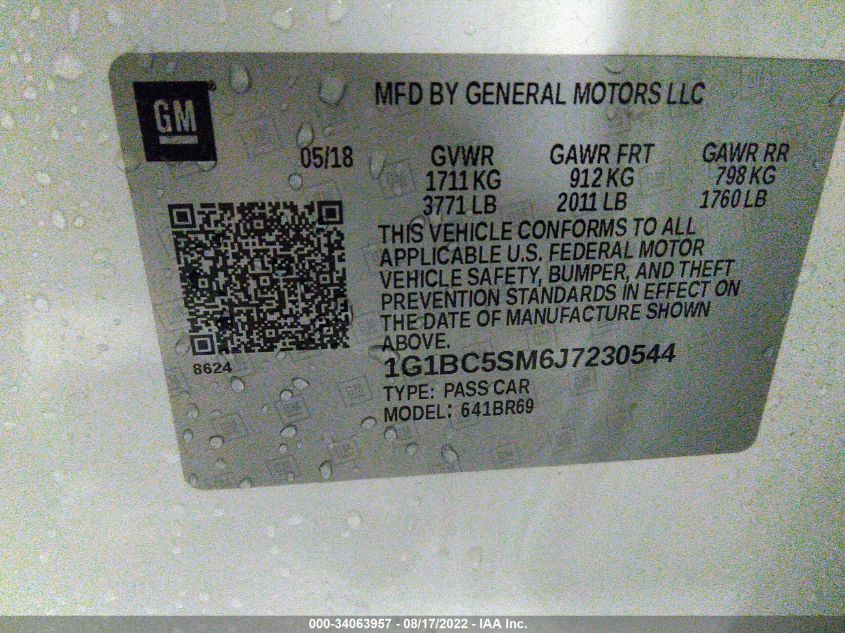 GM
MFD BY GENERAL MOTORS LLC
05/18 GVWR GAWR FRT GAWR RR
1711 KG 912 KG 798 KG
3771 LB 2011 LB 1760 LB
THIS VEHICLE CONFORMS TO ALL
APPLICABLE U.S. FEDERAL MOTOR
VEHICLE SAFETY, BUMPER, AND THEFT
PREVENTION STANDARDS IN EFFECT ON
THE DATE OF MANUFACTURE SHOWN
ABOVE.
8624
1G1BC5SM6J7230544
TYPE: PASS CAR
MODEL: 641BR69
000-34063957 - 08/17/2022 - IAA Inc.